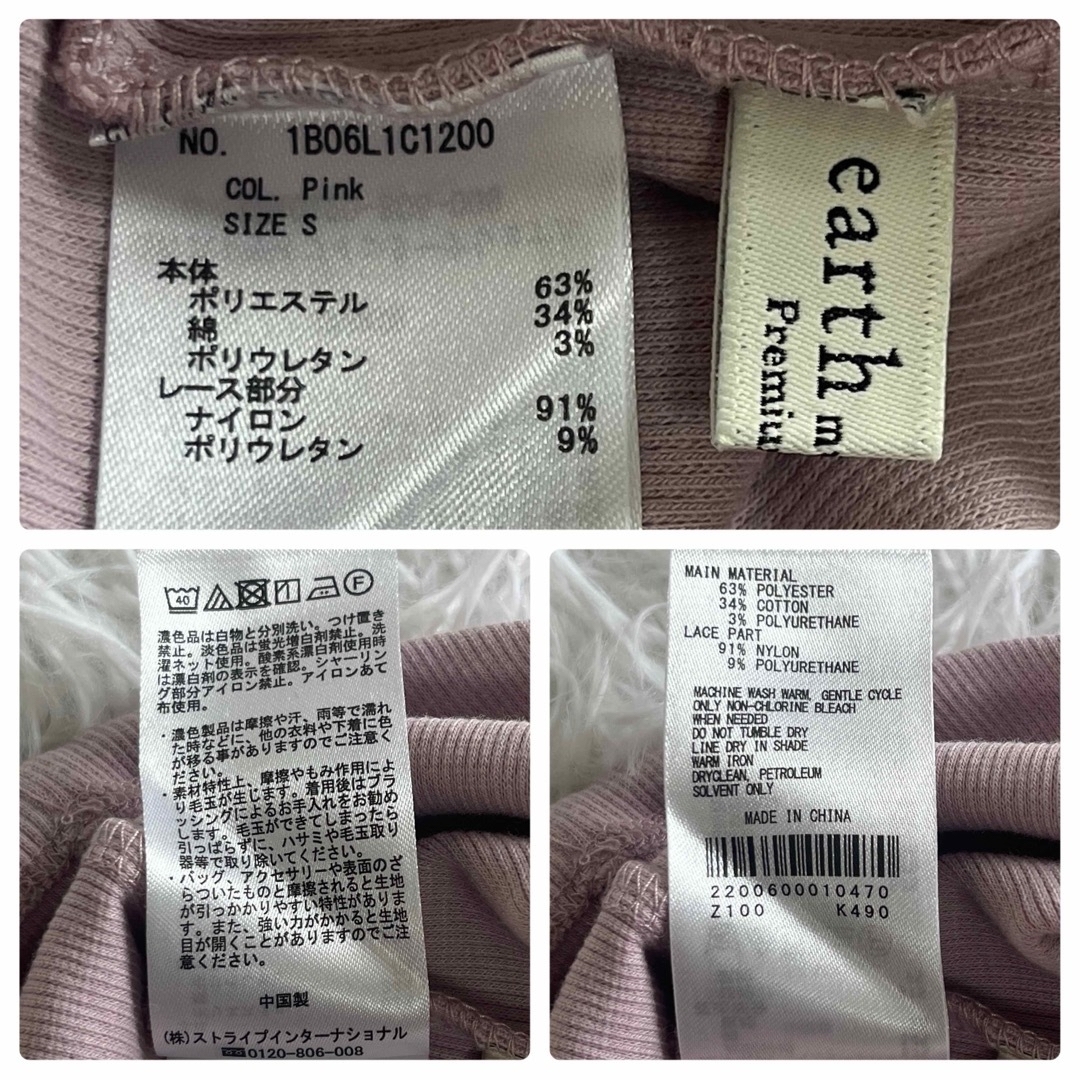 NO. 1B06L1C1200
COL. Pink
SIZE S
本体
ポリエステル 63%
綿 34%
ポリウレタン 3%
レース部分
ナイロン 91%
ポリウレタン 9%
earth m
Premiu
40 F
濃色品は白物と分別洗い。つけ置き
禁止。淡色品は蛍光増白剤禁止。洗
濯ネット使用。酸素系漂白剤使用時
は漂白剤の表示を確認。シャーリン
グ部分アイロン禁止。アイロンあて
布使用。
・濃色製品は摩擦や汗、雨等で濡れ
た時などに、他の衣料や下着に色
が移る事がありますのでご注意く
ださい。
・素材特性上、摩擦やもみ作用によ
り毛玉が生じます。着用後はブラ
ッシングによるお手入れをお勧め
します。毛玉ができてしまったら
引っぱらずに、ハサミや毛玉取り
器等で取り除いてください。
・バッグ、アクセサリーや表面のざ
らついたものと摩擦されると生地
が引っかかりやすい特性がありま
す。また、強い力がかかると生地
目が開くことがありますのでご注
意ください。
中国製
(株)ストライプインターナショナル
0120-806-008
MAIN MATERIAL
63% POLYESTER
34% COTTON
3% POLYURETHANE
LACE PART
91% NYLON
9% POLYURETHANE
MACHINE WASH WARM, GENTLE CYCLE
ONLY NON-CHLORINE BLEACH
WHEN NEEDED
DO NOT TUMBLE DRY
LINE DRY IN SHADE
WARM IRON
DRYCLEAN, PETROLEUM
SOLVENT ONLY
MADE IN CHINA
2200600010470
Z100 K490